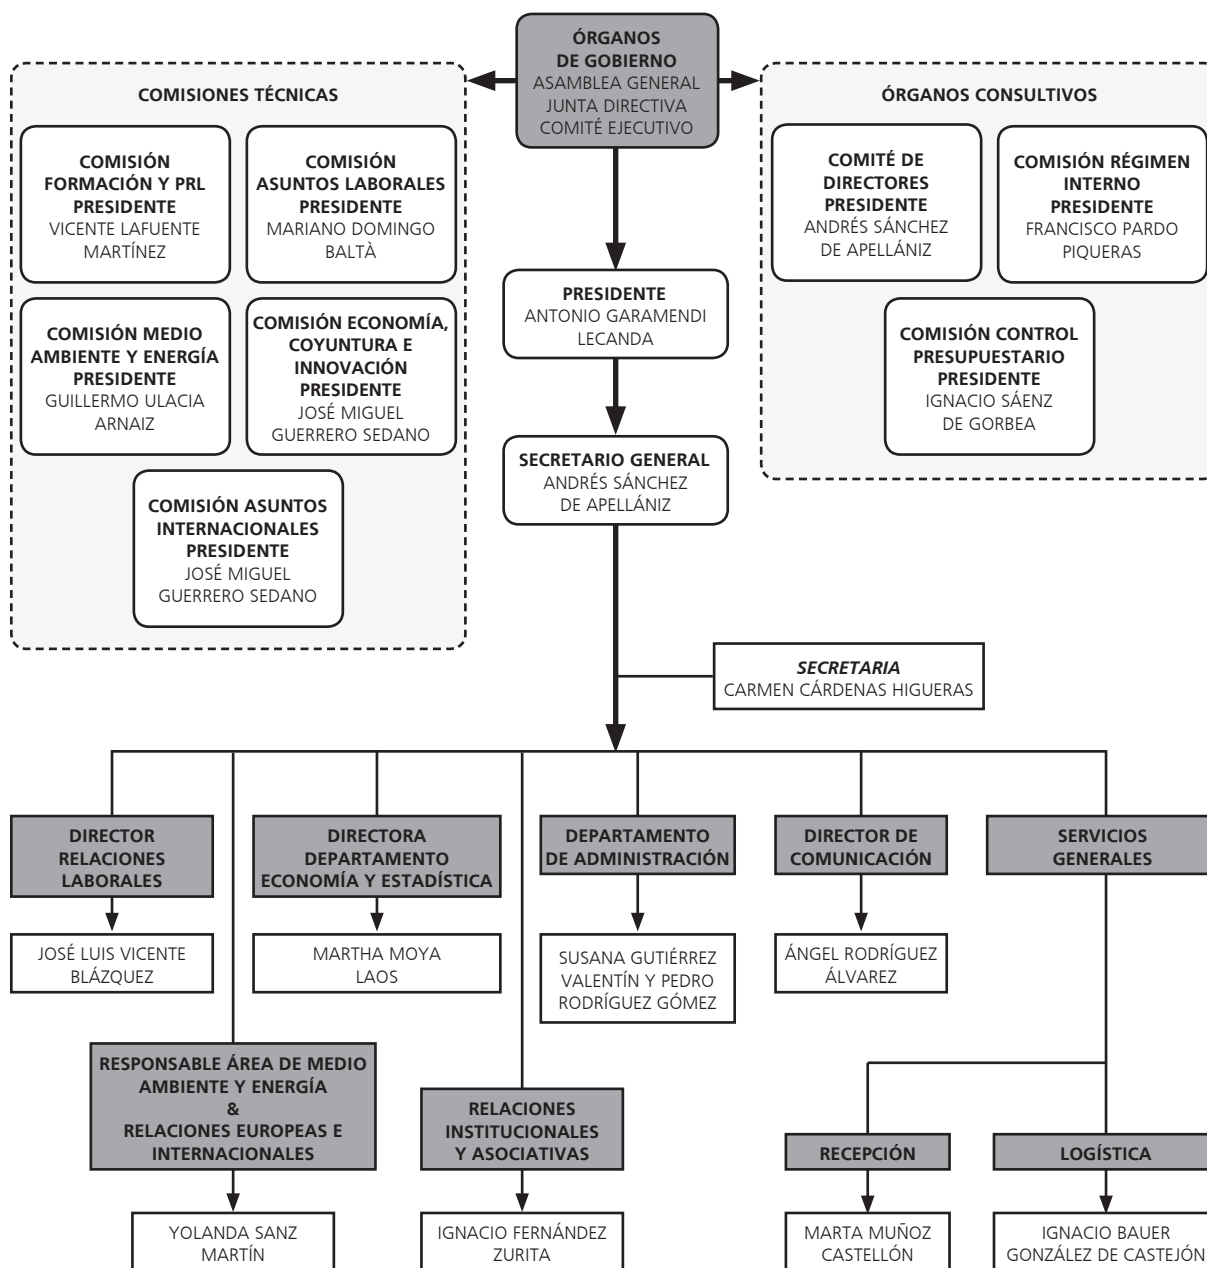 ÓRGANOS
DE GOBIERNO
ASAMBLEA GENERAL
JUNTA DIRECTIVA
COMITÉ EJECUTIVO
COMISIONES TÉCNICAS
COMISIÓN
FORMACIÓN Y PRL
PRESIDENTE
VICENTE LAFUENTE
MARTÍNEZ
COMISIÓN
ASUNTOS LABORALES
PRESIDENTE
MARIANO DOMINGO
BALTÀ
COMISIÓN MEDIO
AMBIENTE Y ENERGÍA
PRESIDENTE
GUILLERMO ULACIA
ARNAIZ
COMISIÓN ECONOMÍA,
COYUNTURA E
INNOVACIÓN
PRESIDENTE
JOSÉ MIGUEL
GUERRERO SEDANO
COMISIÓN ASUNTOS
INTERNACIONALES
PRESIDENTE
JOSÉ MIGUEL
GUERRERO SEDANO
ÓRGANOS CONSULTIVOS
COMITÉ DE
DIRECTORES
PRESIDENTE
ANDRÉS SÁNCHEZ
DE APELLÁNIZ
COMISIÓN RÉGIMEN
INTERNO
PRESIDENTE
FRANCISCO PARDO
PIQUERAS
COMISIÓN CONTROL
PRESUPUESTARIO
PRESIDENTE
IGNACIO SÁENZ
DE GORBEA
PRESIDENTE
ANTONIO GARAMENDI
LECANDA
SECRETARIO GENERAL
ANDRÉS SÁNCHEZ
DE APELLÁNIZ
SECRETARIA
CARMEN CÁRDENAS HIGUERAS
DIRECTOR
RELACIONES
LABORALES
JOSÉ LUIS VICENTE
BLÁZQUEZ
DIRECTORA
DEPARTAMENTO
ECONOMÍA Y ESTADÍSTICA
MARTHA MOYA
LAOS
DEPARTAMENTO
DE ADMINISTRACIÓN
SUSANA GUTIÉRREZ
VALENTÍN Y PEDRO
RODRÍGUEZ GÓMEZ
DIRECTOR DE
COMUNICACIÓN
ÁNGEL RODRÍGUEZ
ÁLVAREZ
SERVICIOS
GENERALES
RESPONSABLE ÁREA DE MEDIO
AMBIENTE Y ENERGÍA
&
RELACIONES EUROPEAS E
INTERNACIONALES
YOLANDA SANZ
MARTÍN
RELACIONES
INSTITUCIONALES
Y ASOCIATIVAS
IGNACIO FERNÁNDEZ
ZURITA
RECEPCIÓN
MARTA MUÑOZ
CASTELLÓN
LOGÍSTICA
IGNACIO BAUER
GONZÁLEZ DE CASTEJÓN